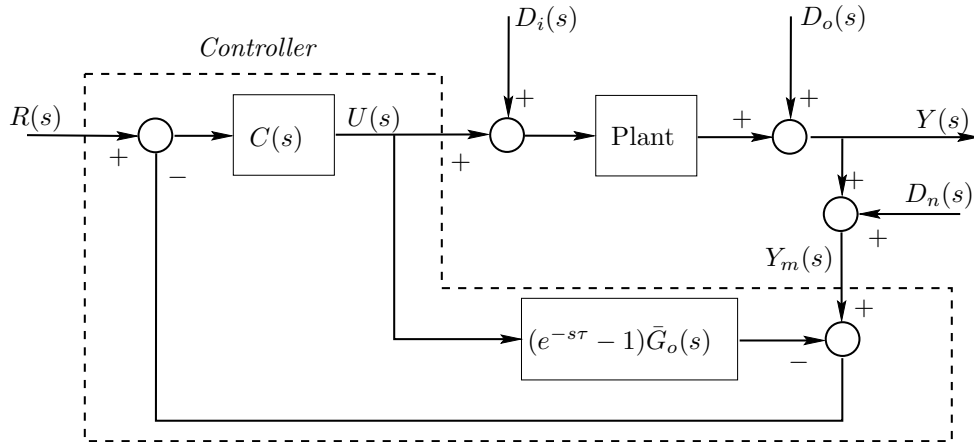 D_i(s)
D_o(s)
Controller
R(s)
+
−
C(s)
U(s)
+
+
Plant
+
+
Y(s)
+
D_n(s)
+
Y_m(s)
+
(e^{-sτ} − 1)Ḡ_o(s)
−